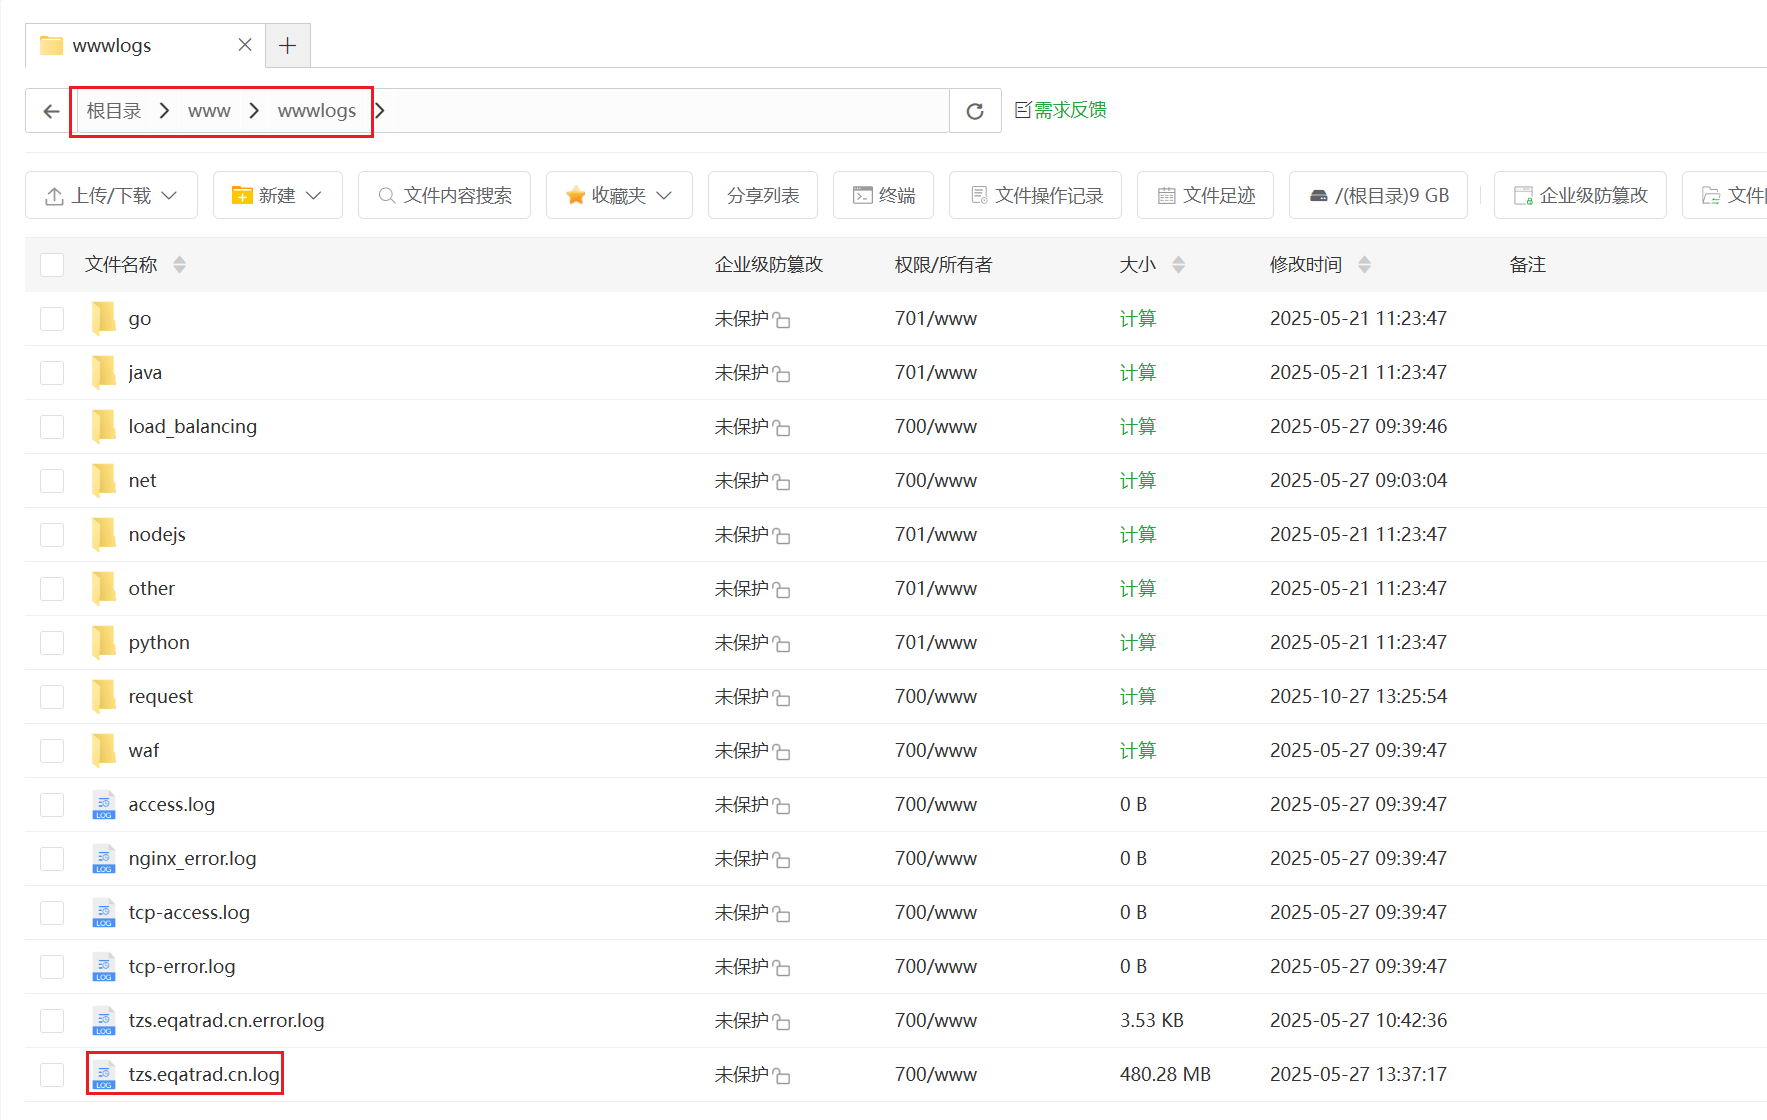 wwwlogs
根目录 www wwwlogs 需求反馈
上传/下载 新建 文件内容搜索 收藏夹 分享列表 终端 文件操作记录 文件足迹 /(根目录)9 GB 企业级防篡改 文件
文件名称 企业级防篡改 权限/所有者 大小 修改时间 备注
go 未保护 701/www 计算 2025-05-21 11:23:47
java 未保护 701/www 计算 2025-05-21 11:23:47
load_balancing 未保护 700/www 计算 2025-05-27 09:39:46
net 未保护 700/www 计算 2025-05-27 09:03:04
nodejs 未保护 701/www 计算 2025-05-21 11:23:47
other 未保护 701/www 计算 2025-05-21 11:23:47
python 未保护 701/www 计算 2025-05-21 11:23:47
request 未保护 700/www 计算 2025-10-27 13:25:54
waf 未保护 700/www 计算 2025-05-27 09:39:47
LOG access.log 未保护 700/www 0 B 2025-05-27 09:39:47
LOG nginx_error.log 未保护 700/www 0 B 2025-05-27 09:39:47
LOG tcp-access.log 未保护 700/www 0 B 2025-05-27 09:39:47
LOG tcp-error.log 未保护 700/www 0 B 2025-05-27 09:39:47
LOG tzs.eqatrad.cn.error.log 未保护 700/www 3.53 KB 2025-05-27 10:42:36
LOG tzs.eqatrad.cn.log 未保护 700/www 480.28 MB 2025-05-27 13:37:17